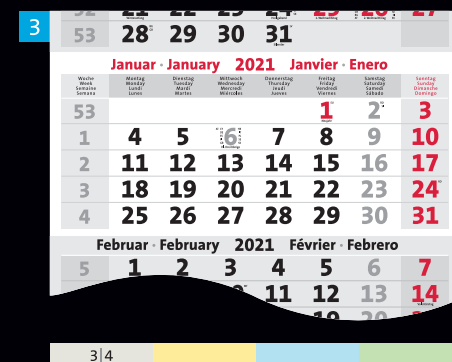 3
53 28 29 30 31
Januar · January 2021 Janvier · Enero
Woche Montag Dienstag Mittwoch Donnerstag Freitag Samstag Sonntag
Week Monday Tuesday Wednesday Thursday Friday Saturday Sunday
Semaine Lundi Mardi Mercredi Jeudi Vendredi Samedi Dimanche
Semana Lunes Martes Miércoles Jueves Viernes Sábado Domingo
53 1 2 3
1 4 5 6 7 8 9 10
2 11 12 13 14 15 16 17
3 18 19 20 21 22 23 24
4 25 26 27 28 29 30 31
Februar · February 2021 Février · Febrero
5 1 2 3 4 5 6 7
11 12 13 14
3|4